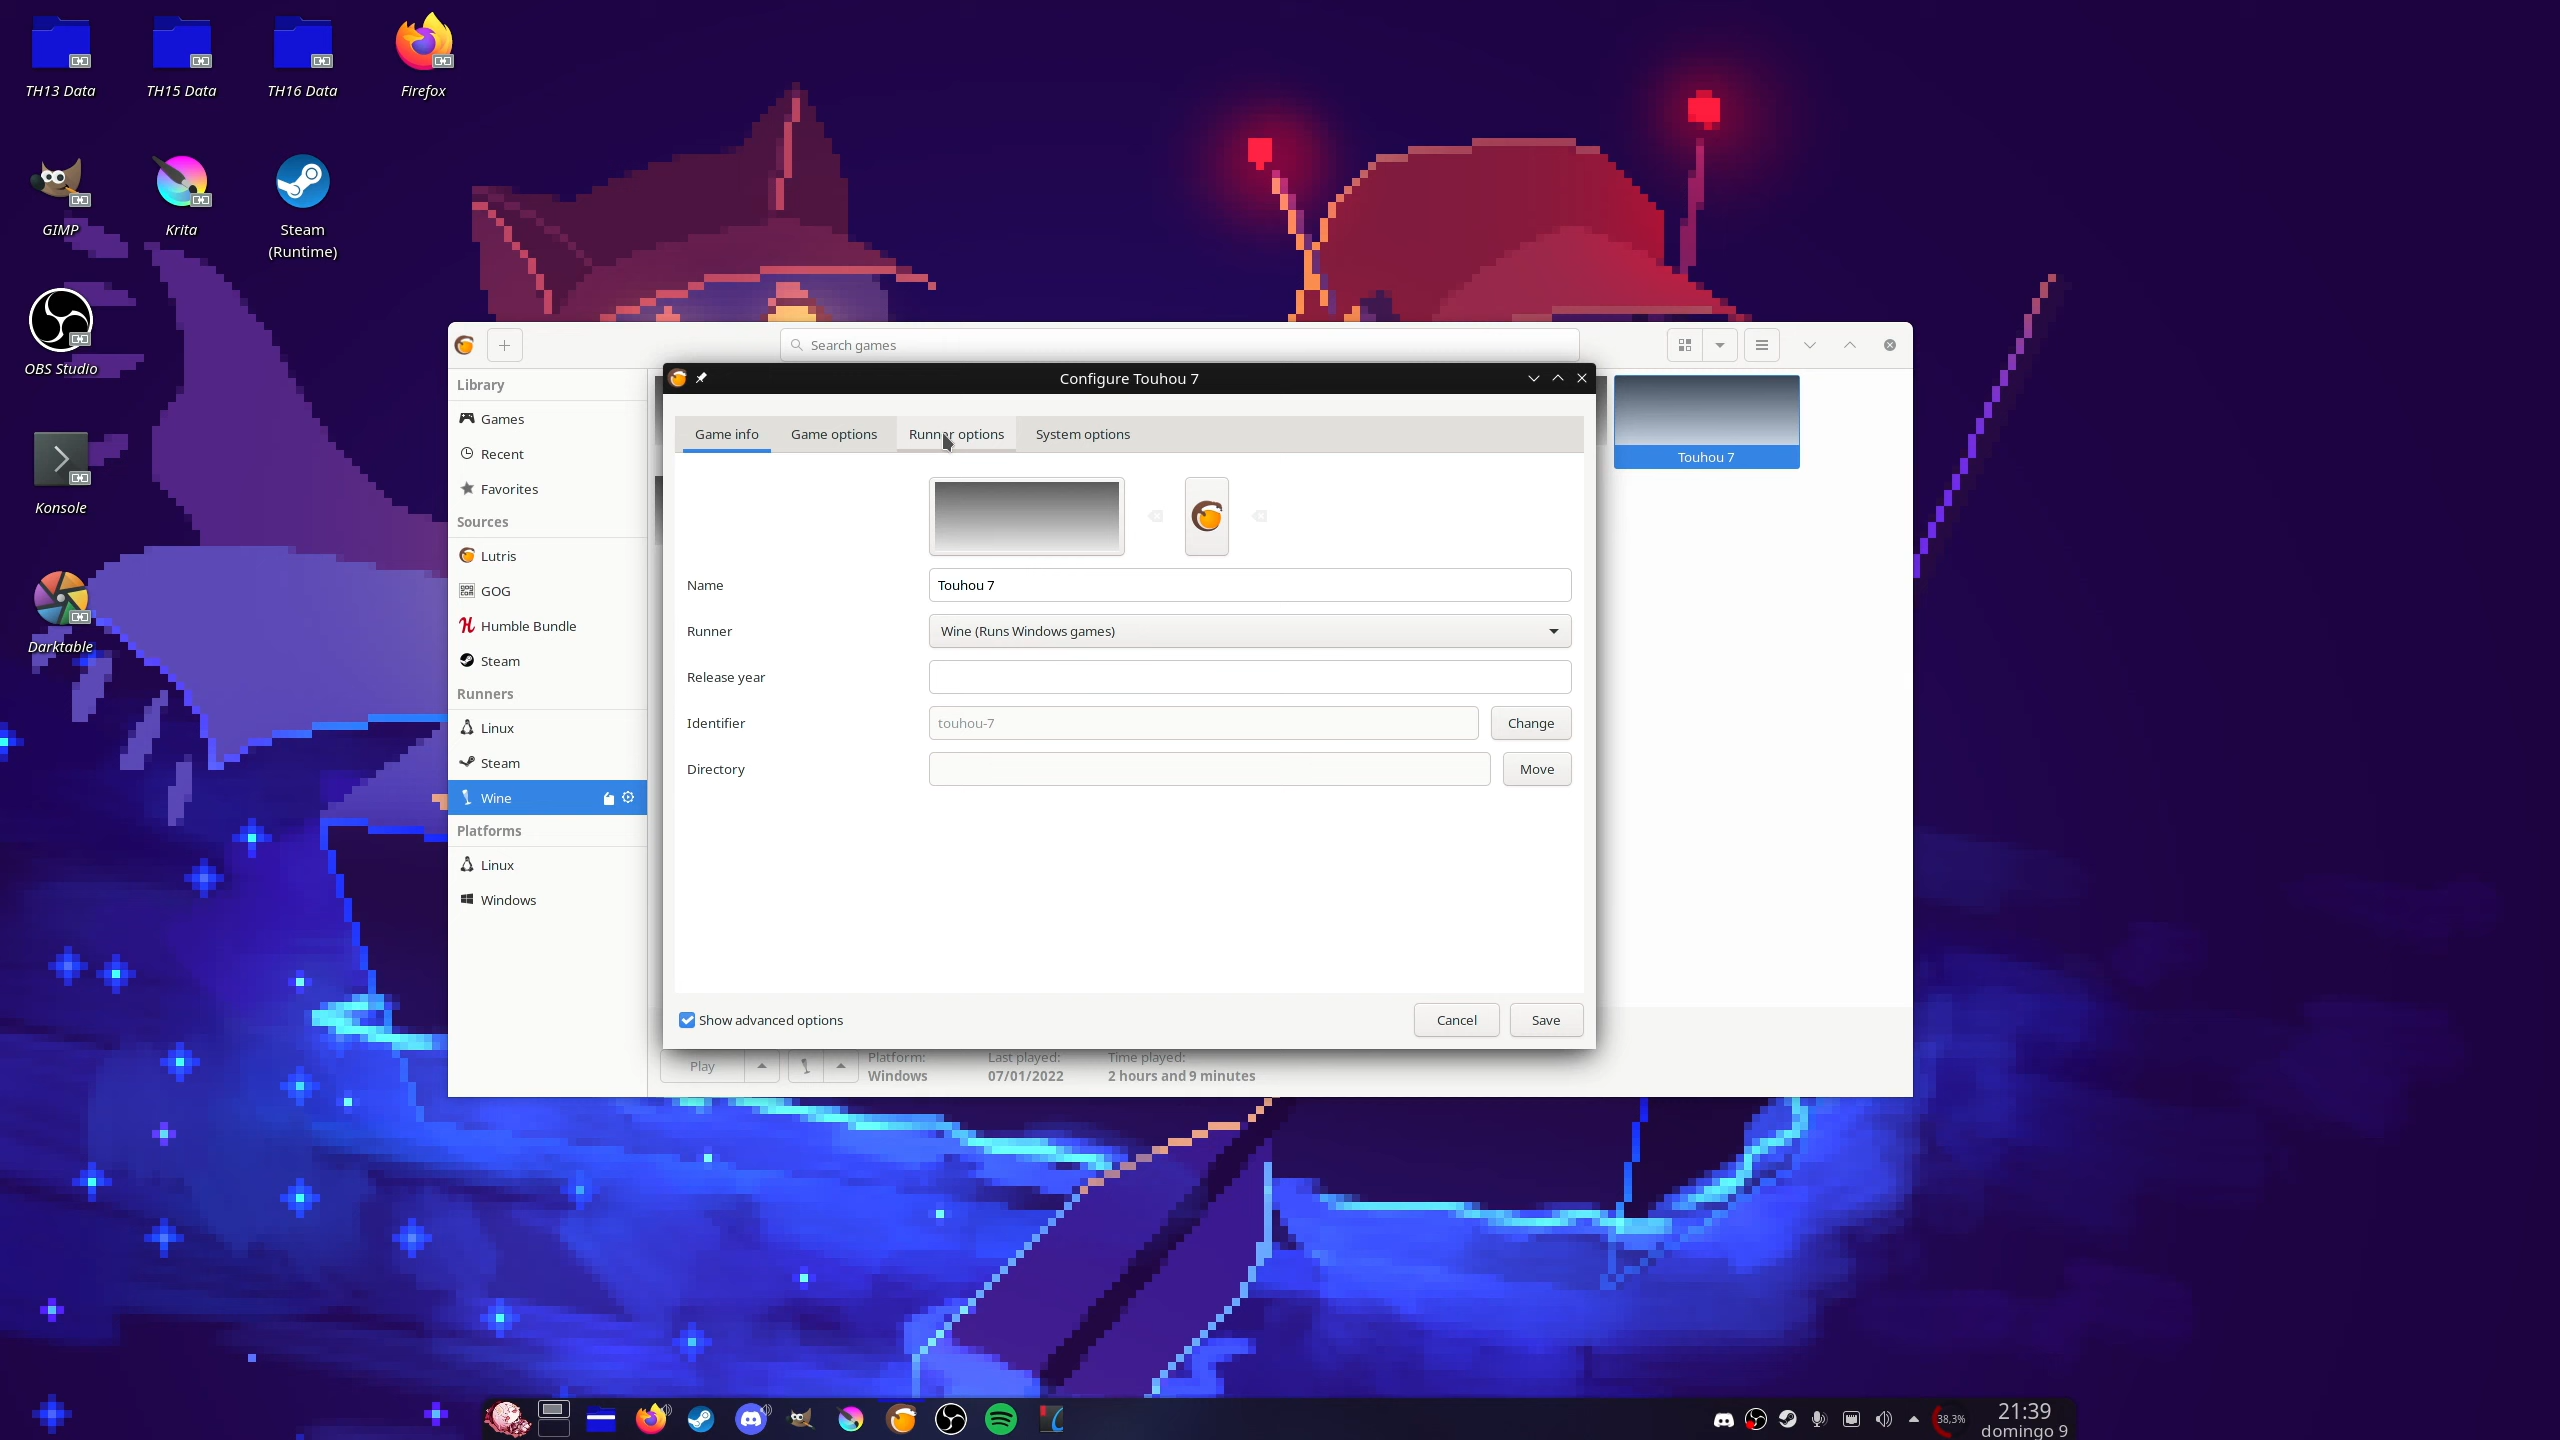 TH13 Data
TH15 Data
TH16 Data
Firefox
GIMP
Krita
Steam
(Runtime)
OBS Studio
Konsole
Darktable
Search games
Library
Games
Recent
Favorites
Sources
Lutris
GOG
Humble Bundle
Steam
Runners
Linux
Steam
Wine
Platforms
Linux
Windows
Configure Touhou 7
Game info
Game options
Runner options
System options
Name
Touhou 7
Runner
Wine (Runs Windows games)
Release year
Identifier
touhou-7
Change
Directory
Move
Show advanced options
Cancel
Save
Touhou 7
Play
Platform:
Windows
Last played:
07/01/2022
Time played:
2 hours and 9 minutes
38,3%
21:39
domingo 9